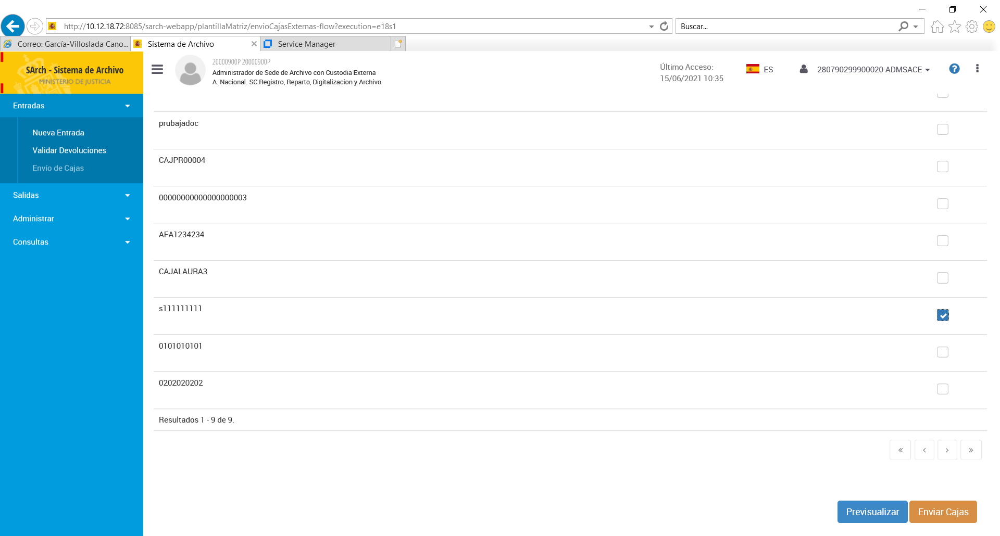 http://10.12.18.72:8085/sarch-webapp/plantillaMatriz/envioCajasExternas-flow?execution=e18s1
Buscar...
Correo: García-Villoslada Cano...
Sistema de Archivo
Service Manager
SArch - Sistema de Archivo
MINISTERIO DE JUSTICIA
20000900P 20000900P
Administrador de Sede de Archivo con Custodia Externa
A. Nacional. SC Registro, Reparto, Digitalizacion y Archivo
Último Acceso:
15/06/2021 10:35
ES
280790299900020-ADMSACE
Entradas
Nueva Entrada
Validar Devoluciones
Envío de Cajas
Salidas
Administrar
Consultas
prubajadoc
CAJPR00004
00000000000000000003
AFA1234234
CAJALAURA3
s111111111
0101010101
0202020202
Resultados 1 - 9 de 9.
« ‹ › »
Previsualizar
Enviar Cajas